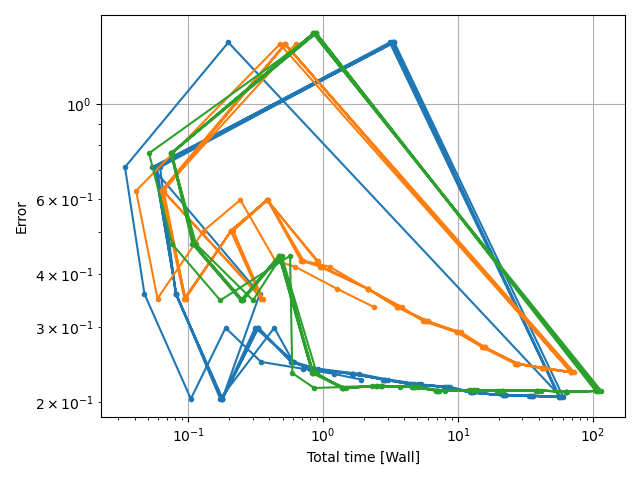 Error
10⁰
6 × 10⁻¹
4 × 10⁻¹
3 × 10⁻¹
2 × 10⁻¹
10⁻¹ 10⁰ 10¹ 10²
Total time [Wall]